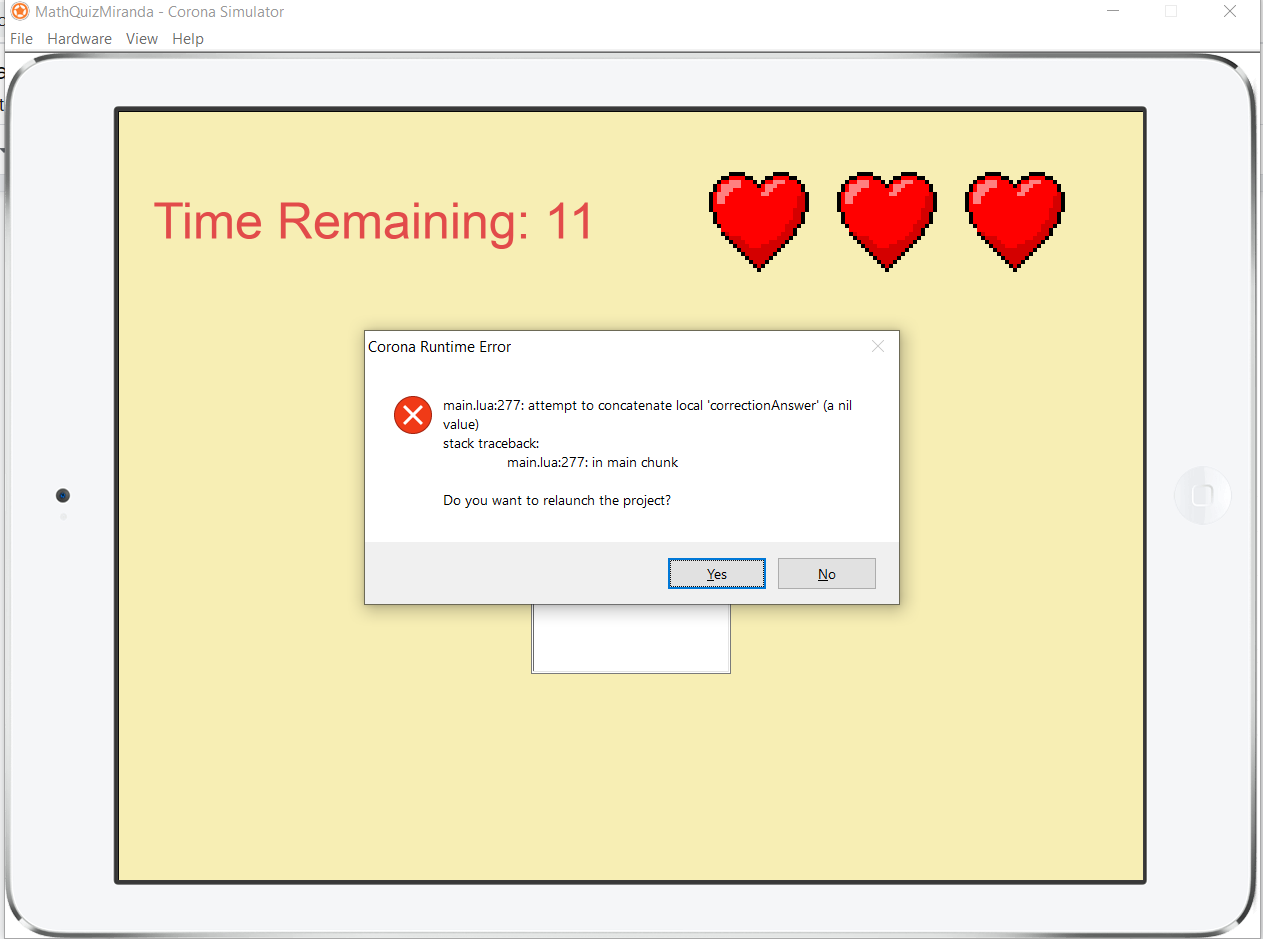 MathQuizMiranda - Corona Simulator
File Hardware View Help
Time Remaining: 11
Corona Runtime Error
main.lua:277: attempt to concatenate local 'correctionAnswer' (a nil
value)
stack traceback:
main.lua:277: in main chunk
Do you want to relaunch the project?
Yes No